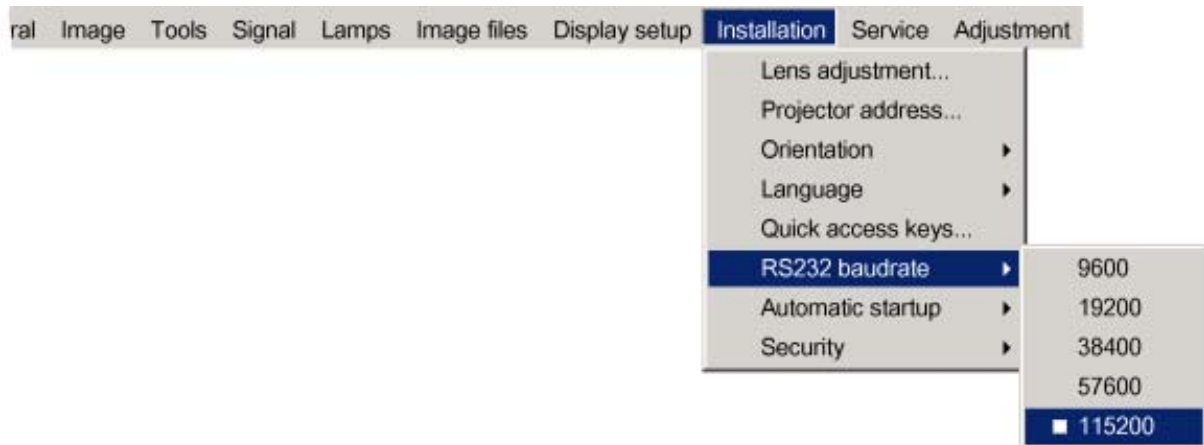 ral Image Tools Signal Lamps Image files Display setup Installation Service Adjustment
Lens adjustment...
Projector address...
Orientation
Language
Quick access keys...
RS232 baudrate
9600
Automatic startup
19200
Security
38400
57600
115200